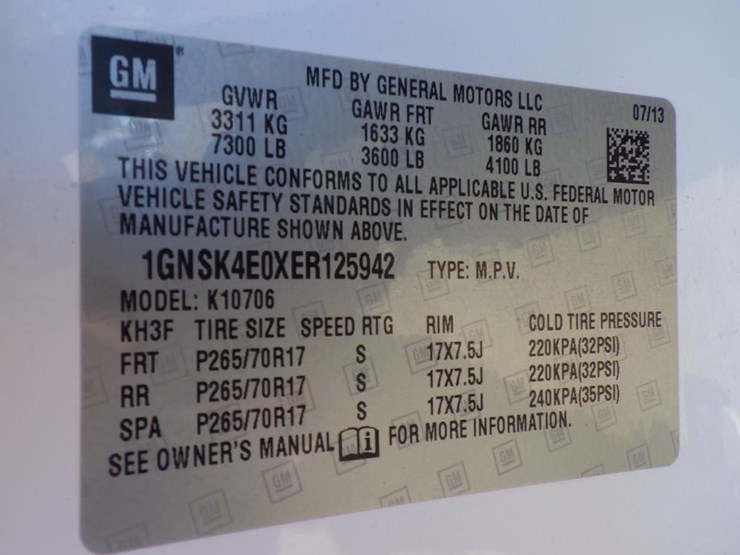 GM
MFD BY GENERAL MOTORS LLC 07/13
GVWR GAWR FRT GAWR RR
3311 KG 1633 KG 1860 KG
7300 LB 3600 LB 4100 LB
THIS VEHICLE CONFORMS TO ALL APPLICABLE U.S. FEDERAL MOTOR
VEHICLE SAFETY STANDARDS IN EFFECT ON THE DATE OF
MANUFACTURE SHOWN ABOVE.
1GNSK4E0XER125942 TYPE: M.P.V.
MODEL: K10706
KH3F TIRE SIZE SPEED RTG RIM COLD TIRE PRESSURE
FRT P265/70R17 S 17X7.5J 220KPA(32PSI)
RR P265/70R17 S 17X7.5J 220KPA(32PSI)
SPA P265/70R17 S 17X7.5J 240KPA(35PSI)
SEE OWNER'S MANUAL i FOR MORE INFORMATION.